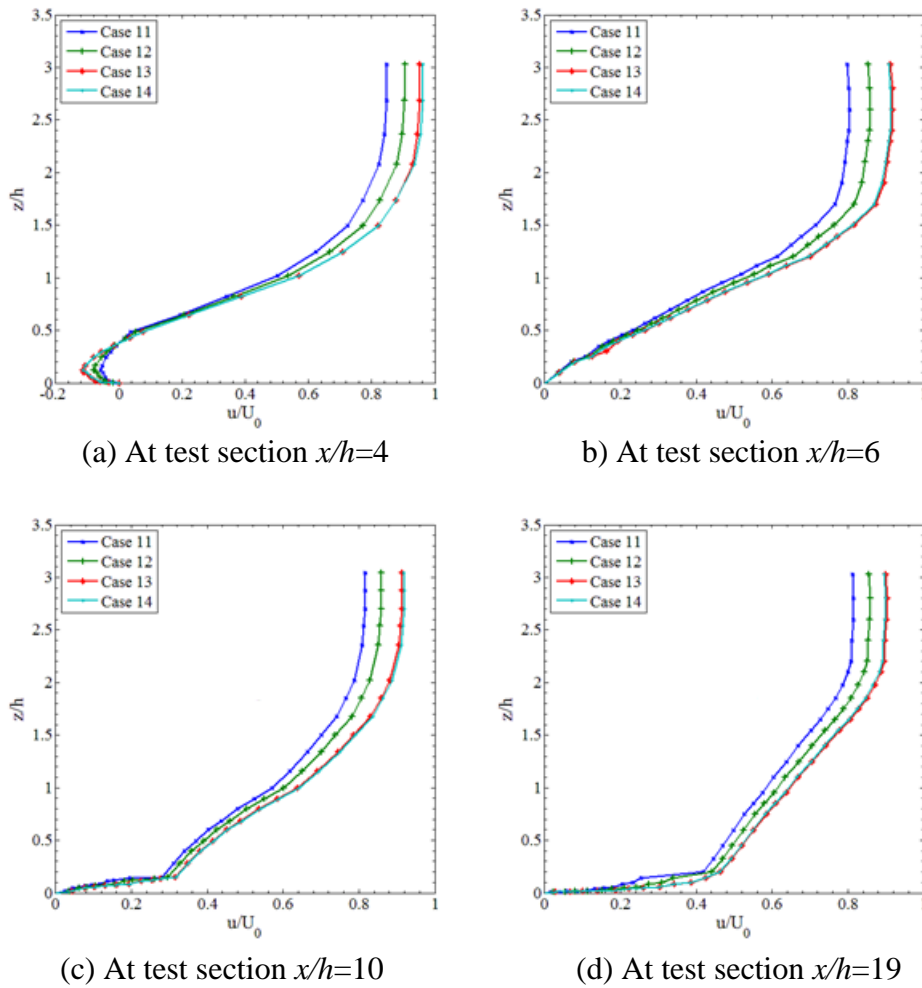 3.5
3
2.5
2
1.5
1
0.5
0
z/h
Case 11
Case 12
Case 13
Case 14
-0.2 0 0.2 0.4 0.6 0.8 1
u/U0
(a) At test section x/h=4
3.5
3
2.5
2
1.5
1
0.5
0
z/h
Case 11
Case 12
Case 13
Case 14
0 0.2 0.4 0.6 0.8 1
u/U0
b) At test section x/h=6
3.5
3
2.5
2
1.5
1
0.5
0
z/h
Case 11
Case 12
Case 13
Case 14
0 0.2 0.4 0.6 0.8 1
u/U0
(c) At test section x/h=10
3.5
3
2.5
2
1.5
1
0.5
0
z/h
Case 11
Case 12
Case 13
Case 14
0 0.2 0.4 0.6 0.8 1
u/U0
(d) At test section x/h=19